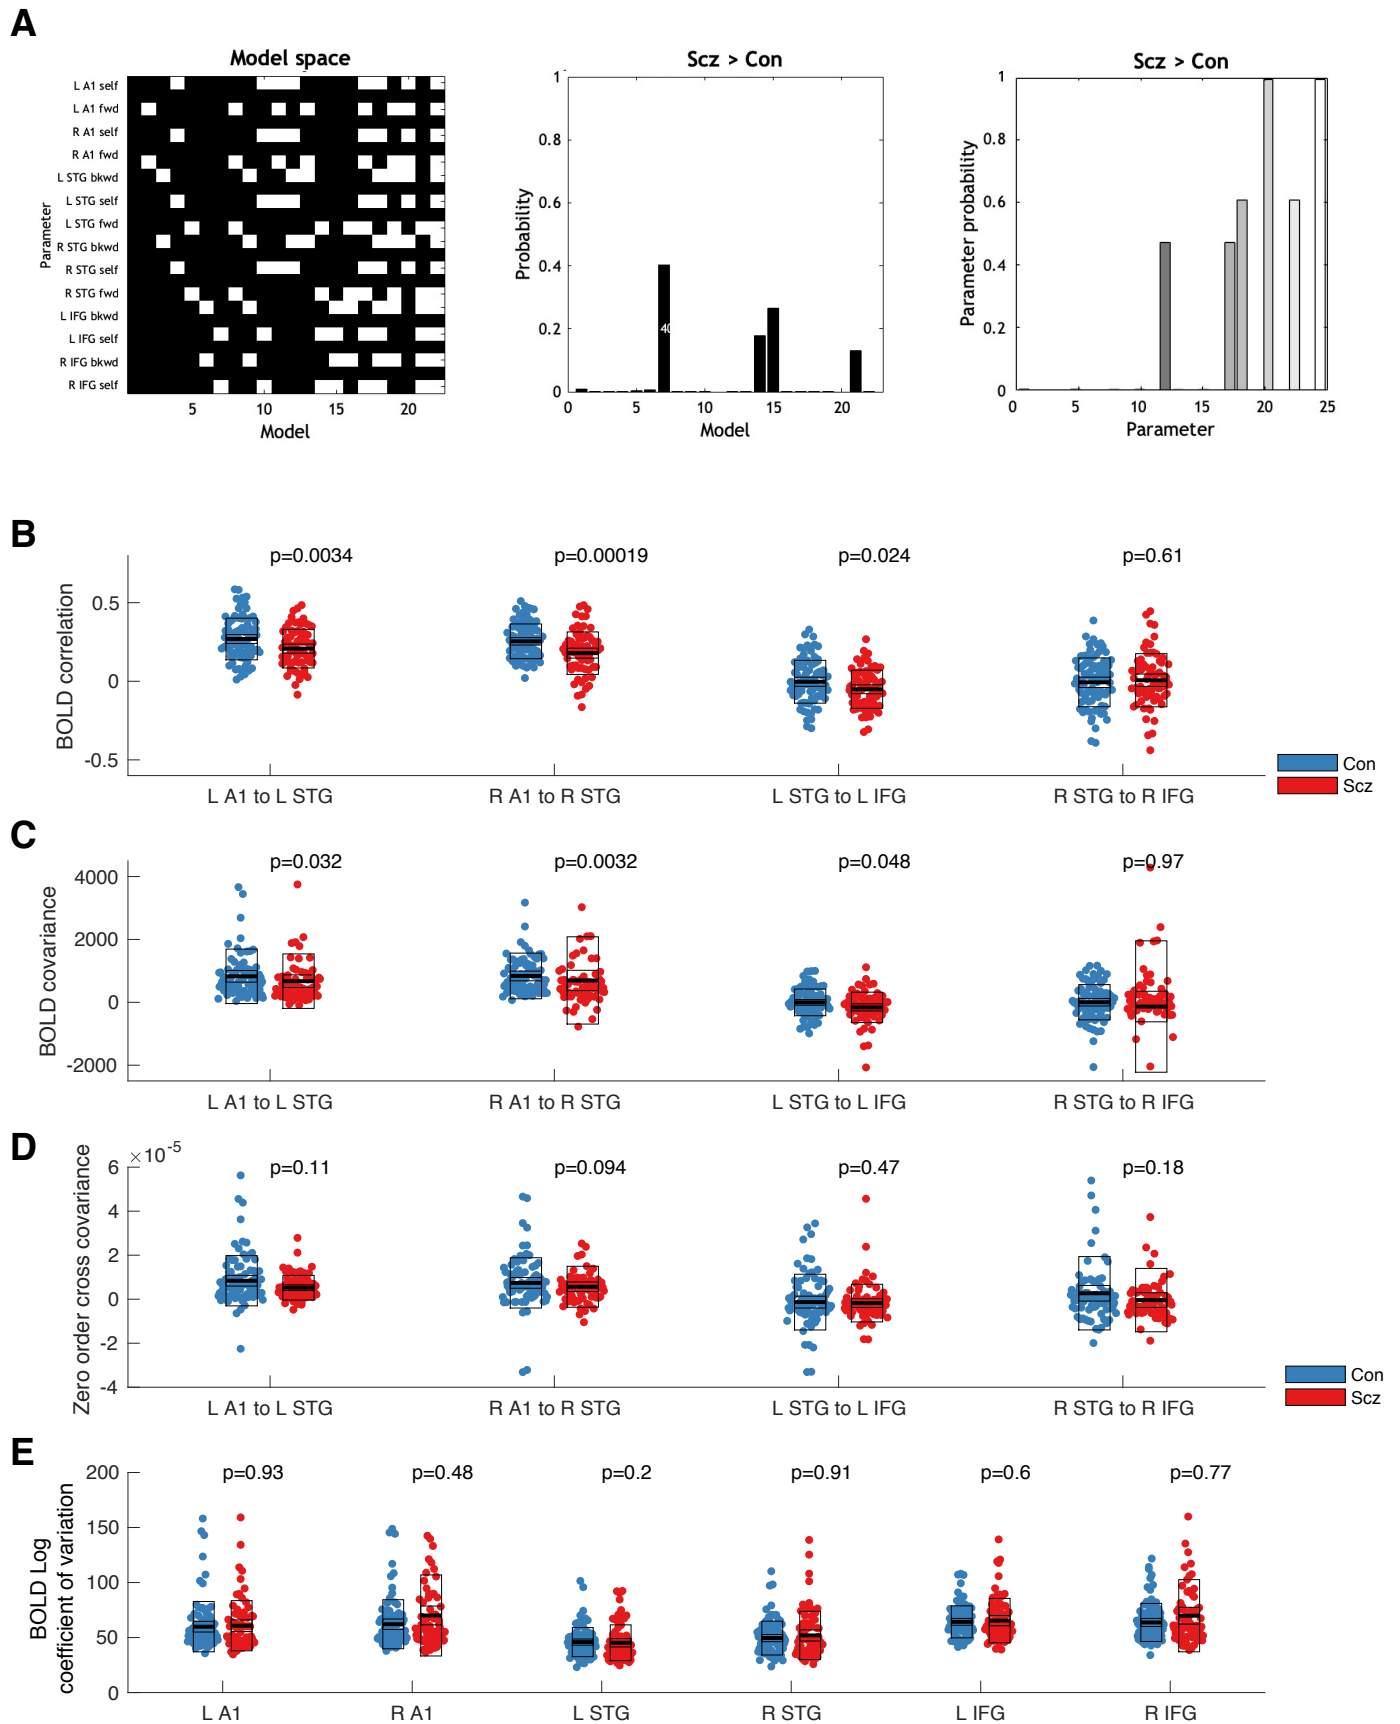 A
Model space
L A1 self
L A1 fwd
R A1 self
R A1 fwd
L STG bkwd
L STG self
L STG fwd
R STG bkwd
R STG self
R STG fwd
L IFG bkwd
L IFG self
R IFG bkwd
R IFG self
Parameter
5 10 15 20
Model
Scz > Con
1
0.8
0.6
0.4
0.2
0
40
Probability
0 5 10 15 20
Model
Scz > Con
1
0.8
0.6
0.4
0.2
0
Parameter probability
0 5 10 15 20 25
Parameter
B
p=0.0034 p=0.00019 p=0.024 p=0.61
0.5
0
-0.5
BOLD correlation
L A1 to L STG R A1 to R STG L STG to L IFG R STG to R IFG
Con
Scz
C
p=0.032 p=0.0032 p=0.048 p=0.97
4000
2000
0
-2000
BOLD covariance
L A1 to L STG R A1 to R STG L STG to L IFG R STG to R IFG
D
×10-5
p=0.11 p=0.094 p=0.47 p=0.18
6
4
2
0
-2
-4
Zero order cross covariance
L A1 to L STG R A1 to R STG L STG to L IFG R STG to R IFG
Con
Scz
E
p=0.93 p=0.48 p=0.2 p=0.91 p=0.6 p=0.77
200
150
100
50
0
BOLD Log
coefficient of variation
L A1 R A1 L STG R STG L IFG R IFG